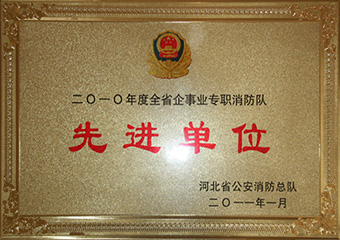 二〇一〇年度全省企事业专职消防队
先进单位
河北省公安消防总队
二〇一一年一月